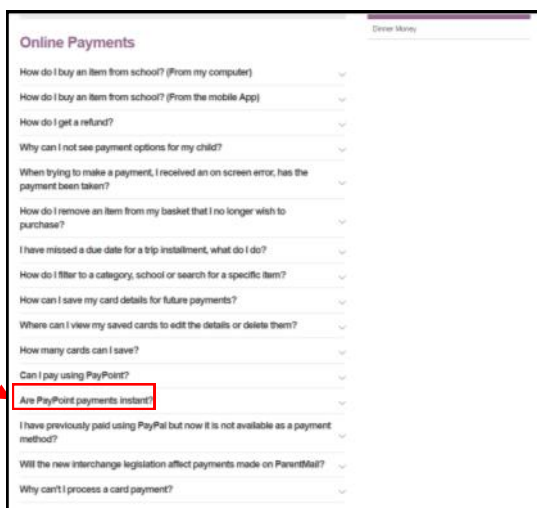 Online Payments
Dinner Money
How do I buy an item from school? (From my computer)
How do I buy an item from school? (From the mobile App)
How do I get a refund?
Why can I not see payment options for my child?
When trying to make a payment, I received an on screen error, has the
payment been taken?
How do I remove an item from my basket that I no longer wish to
purchase?
I have missed a due date for a trip installment, what do I do?
How do I filter to a category, school or search for a specific item?
How can I save my card details for future payments?
Where can I view my saved cards to edit the details or delete them?
How many cards can I save?
Can I pay using PayPoint?
Are PayPoint payments instant?
I have previously paid using PayPal but now it is not available as a payment
method?
Will the new interchange legislation affect payments made on ParentMail?
Why can't I process a card payment?